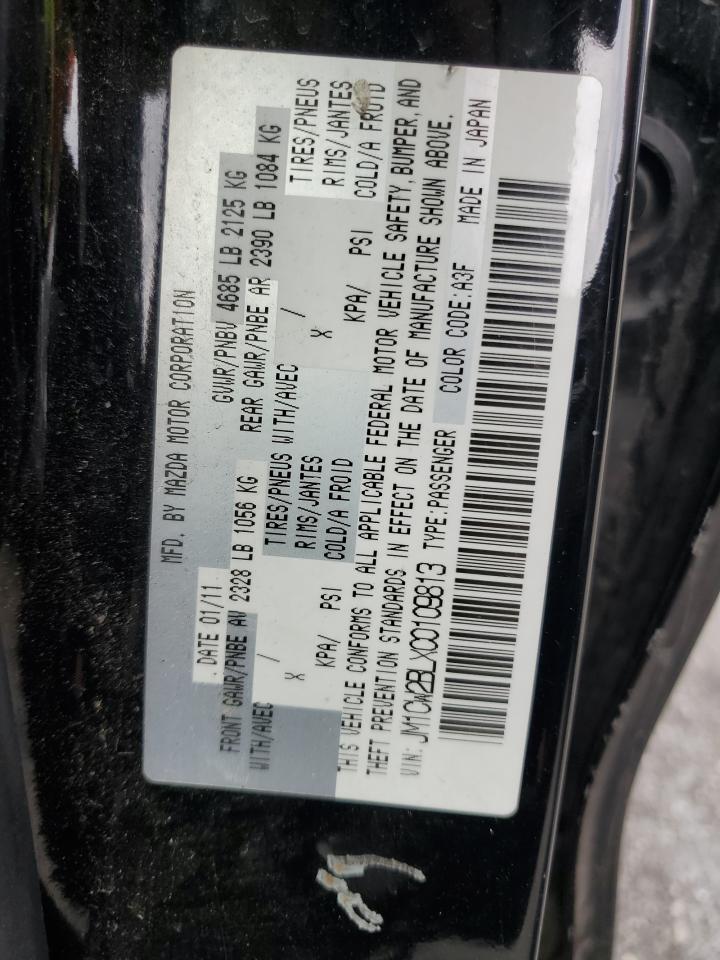 MFD. BY MAZDA MOTOR CORPORATION
DATE 01/11 GVWR/PNBV 4685 LB 2125 KG
FRONT GAWR/PNBE AV 2328 LB 1056 KG REAR GAWR/PNBE AR 2390 LB 1084 KG
WITH/AVEC / TIRES/PNEUS WITH/AVEC / TIRES/PNEUS
X RIMS/JANTES X RIMS/JANTES
KPA/ PSI COLD/A FROID KPA/ PSI COLD/A FROID
THIS VEHICLE CONFORMS TO ALL APPLICABLE FEDERAL MOTOR VEHICLE SAFETY, BUMPER, AND
THEFT PREVENTION STANDARDS IN EFFECT ON THE DATE OF MANUFACTURE SHOWN ABOVE.
VIN: JM1CW2BLXC0109813 TYPE:PASSENGER COLOR CODE:A3F MADE IN JAPAN